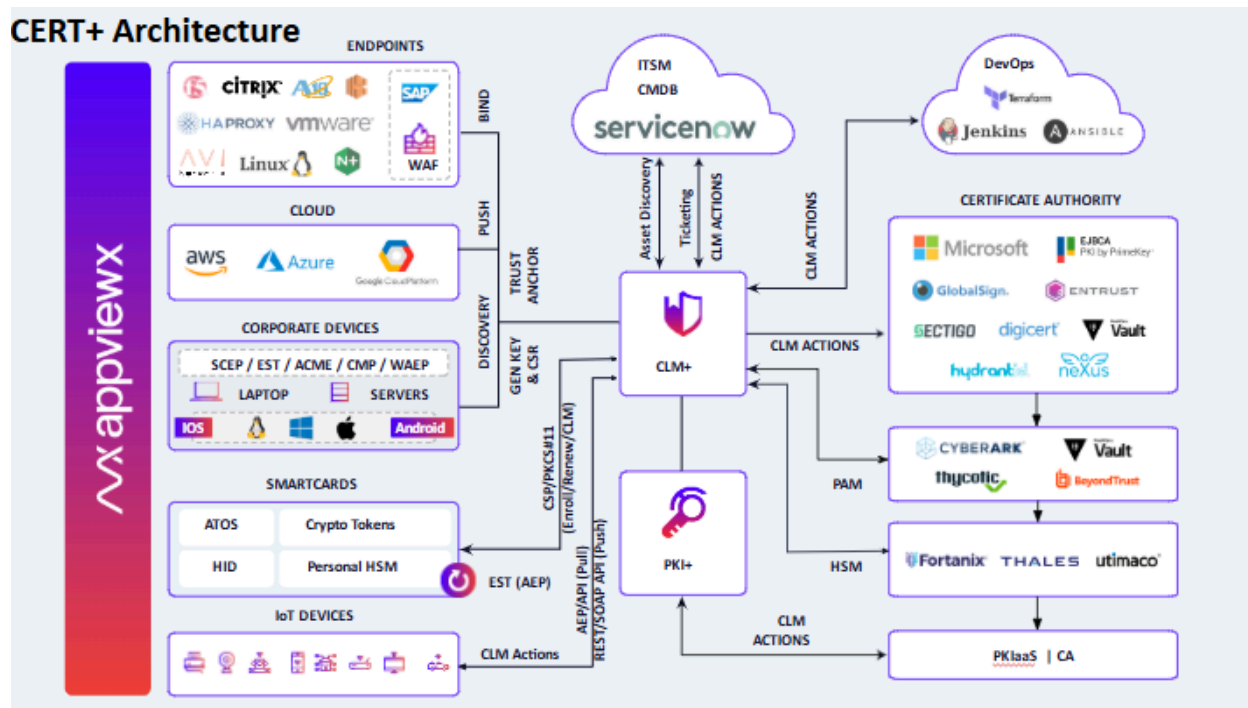 CERT+ Architecture
appviewx
ENDPOINTS
CITRIX
A10
SAP
HAPROXY
vmware
Linux
N+
WAF
BIND
CLOUD
aws
Azure
Google Cloud Platform
PUSH
TRUST
ANCHOR
DISCOVERY
GEN KEY
& CSR
CORPORATE DEVICES
SCEP / EST / ACME / CMP / WAEP
LAPTOP
SERVERS
IOS
Android
SMARTCARDS
ATOS
Crypto Tokens
HID
Personal HSM
EST (AEP)
CSP/PKCS#11
(Enroll/Renew/CLM)
AEP/API (Pull)
REST/SOAP API (Push)
IoT DEVICES
CLM Actions
ITSM
CMDB
servicenow
Asset Discovery
Ticketing
CLM ACTIONS
CLM+
PKI+
DevOps
Terraform
Jenkins
ANSIBLE
CLM ACTIONS
CERTIFICATE AUTHORITY
Microsoft
EJBCA
PKI by PrimeKey
GlobalSign.
ENTRUST
SECTIGO
digicert
Vault
hydrant
neXus
CLM ACTIONS
CYBERARK
Vault
thycotic
BeyondTrust
PAM
Fortanix
THALES
utimaco
HSM
CLM
ACTIONS
PKIaaS | CA